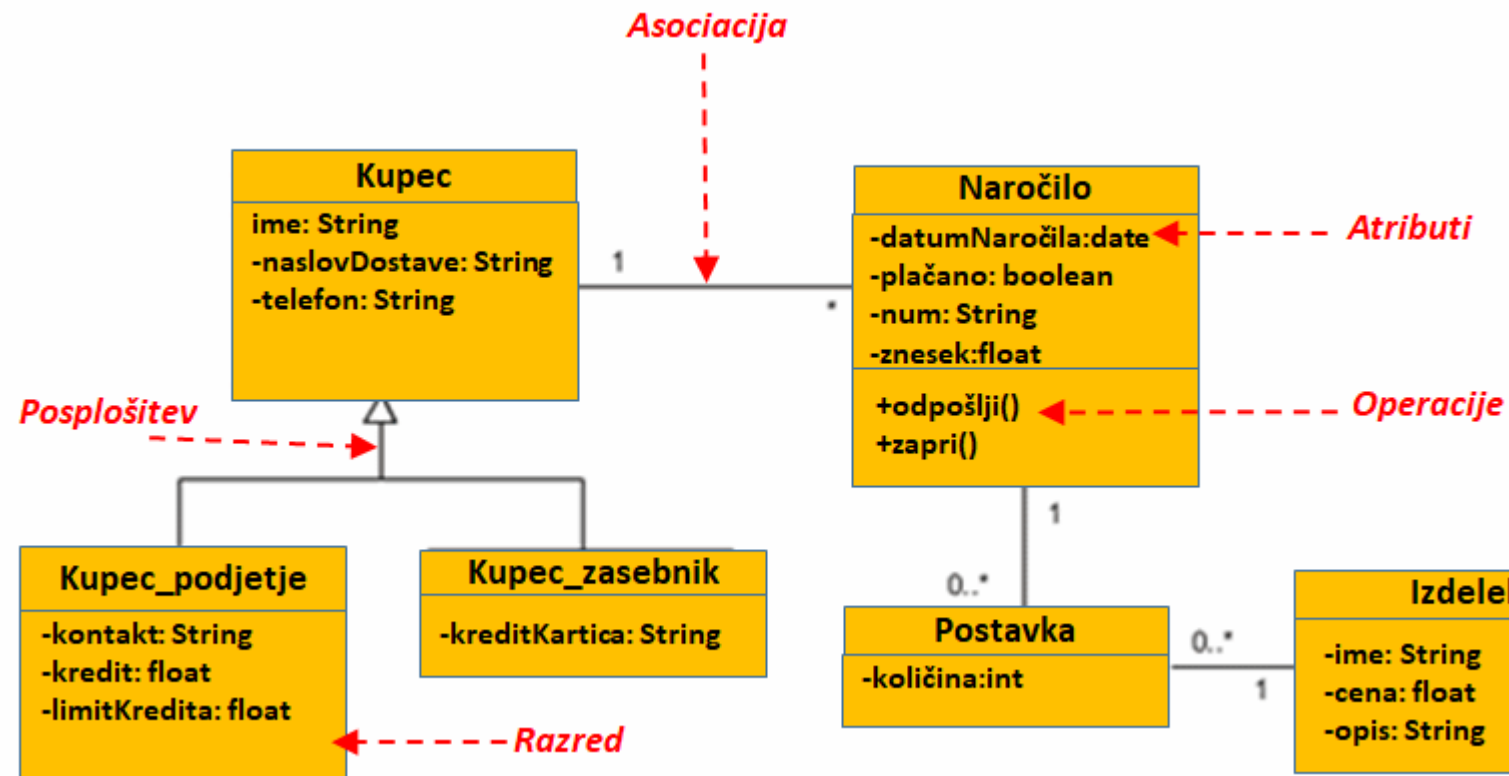 Asociacija
Kupec
ime: String
-naslovDostave: String
-telefon: String
1
*
Naročilo
-datumNaročila:date
-plačano: boolean
-num: String
-znesek:float
+odpošlji()
+zapri()
Atributi
Operacije
Posplošitev
Kupec_podjetje
-kontakt: String
-kredit: float
-limitKredita: float
Razred
Kupec_zasebnik
-kreditKartica: String
1
0..*
Postavka
-količina:int
0..*
1
-ime: String
-cena: float
-opis: String